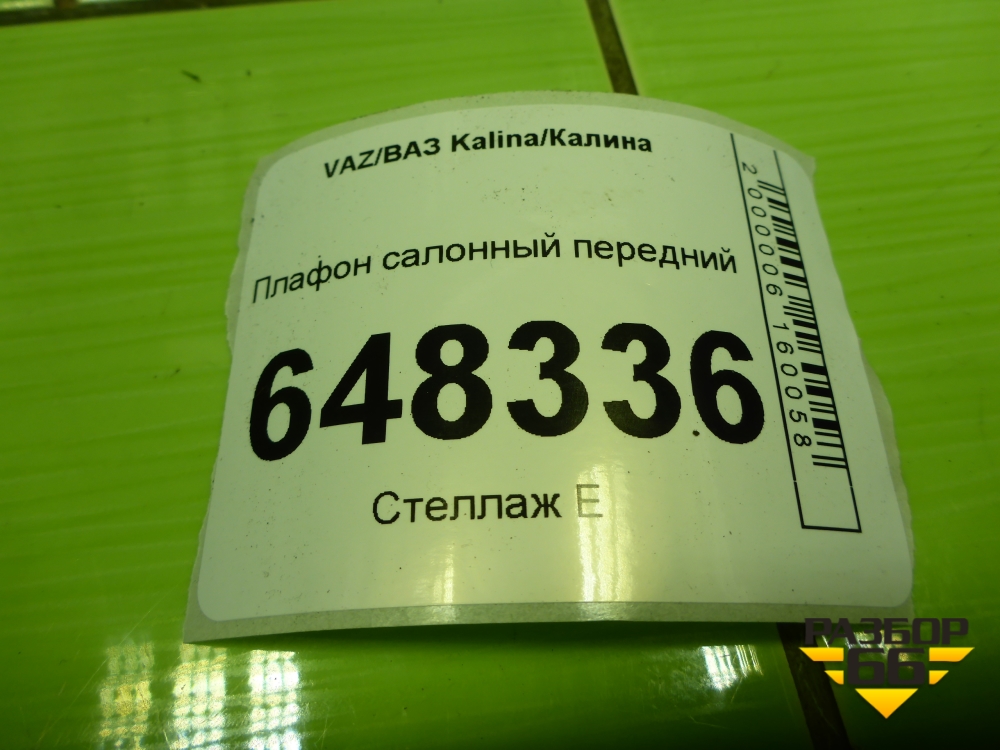 VAZ/ВАЗ Kalina/Калина
Плафон салонный передний
648336
Стеллаж Е
2000006160058
РАЗБОР
66